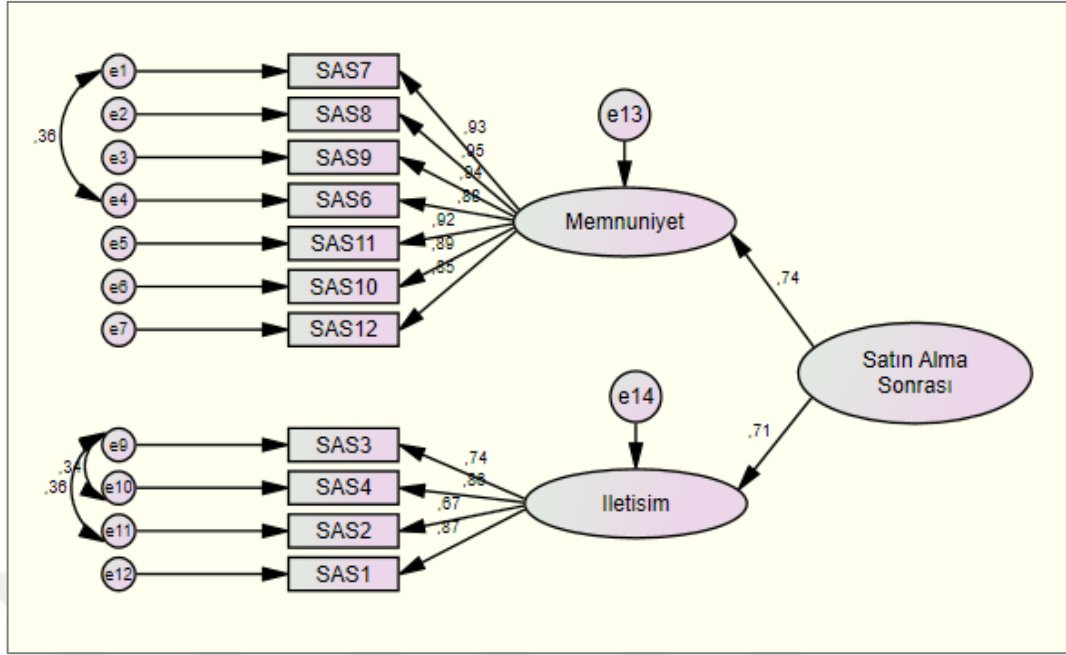 e1
SAS7
e2
SAS8
e3
SAS9
e4
SAS6
e5
SAS11
e6
SAS10
e7
SAS12
,36
,93
,95
,94
,88
,92
,89
,85
e13
Memnuniyet
,74
Satın Alma
Sonrası
,71
e14
Iletisim
e9
SAS3
e10
SAS4
e11
SAS2
e12
SAS1
,34
,36
,74
,67
,87